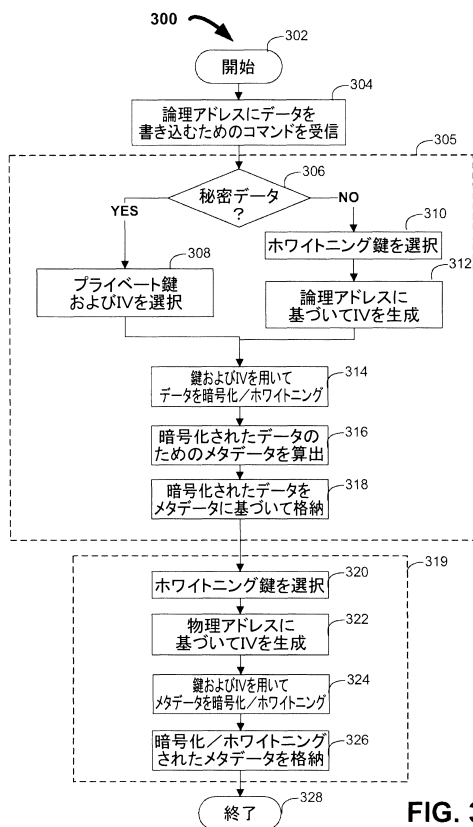 300
302
開始
304
論理アドレスにデータを
書き込むためのコマンドを受信
305
306
秘密データ
?
YES
NO
308
プライベート鍵
およびIVを選択
310
ホワイトニング鍵を選択
312
論理アドレスに
基づいてIVを生成
314
鍵およびIVを用いて
データを暗号化/ホワイトニング
316
暗号化されたデータの
ためのメタデータを算出
318
暗号化されたデータを
メタデータに基づいて格納
319
320
ホワイトニング鍵を選択
322
物理アドレスに
基づいてIVを生成
324
鍵およびIVを用いて
メタデータを暗号化/ホワイトニング
326
暗号化/ホワイトニング
されたメタデータを格納
終了
328
FIG. 3